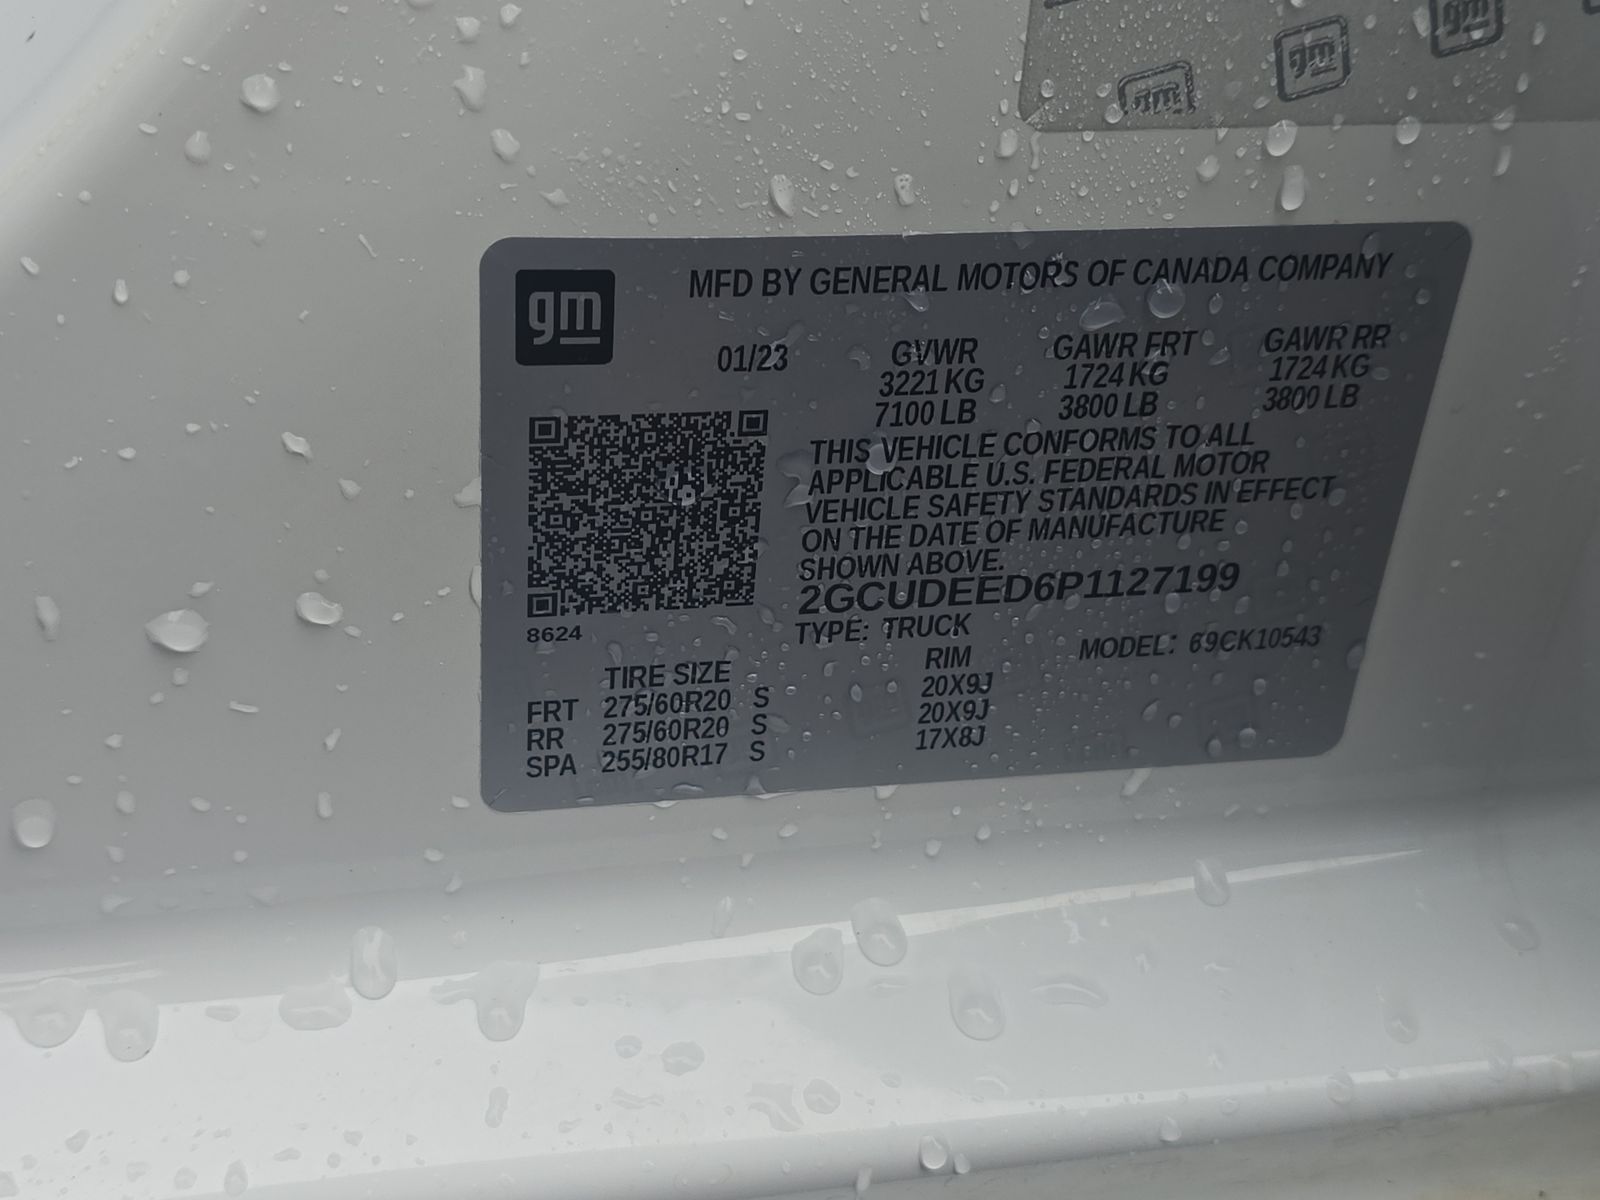 gm
gm
gm
gm
MFD BY GENERAL MOTORS OF CANADA COMPANY
01/23
GVWR GAWR FRT GAWR RR
3221 KG 1724 KG 1724 KG
7100 LB 3800 LB 3800 LB
THIS VEHICLE CONFORMS TO ALL
APPLICABLE U.S. FEDERAL MOTOR
VEHICLE SAFETY STANDARDS IN EFFECT
ON THE DATE OF MANUFACTURE
SHOWN ABOVE.
2GCUDEED6P1127199
8624
TYPE: TRUCK MODEL: 69CK10543
TIRE SIZE RIM
FRT 275/60R20 S 20X9J
RR 275/60R20 S 20X9J
SPA 255/80R17 S 17X8J